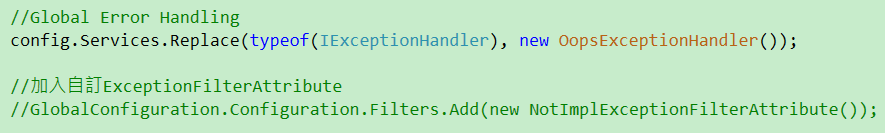 //Global Error Handling
config.Services.Replace(typeof(IExceptionHandler), new OopsExceptionHandler());
//加入自訂ExceptionFilterAttribute
//GlobalConfiguration.Configuration.Filters.Add(new NotImplExceptionFilterAttribute());